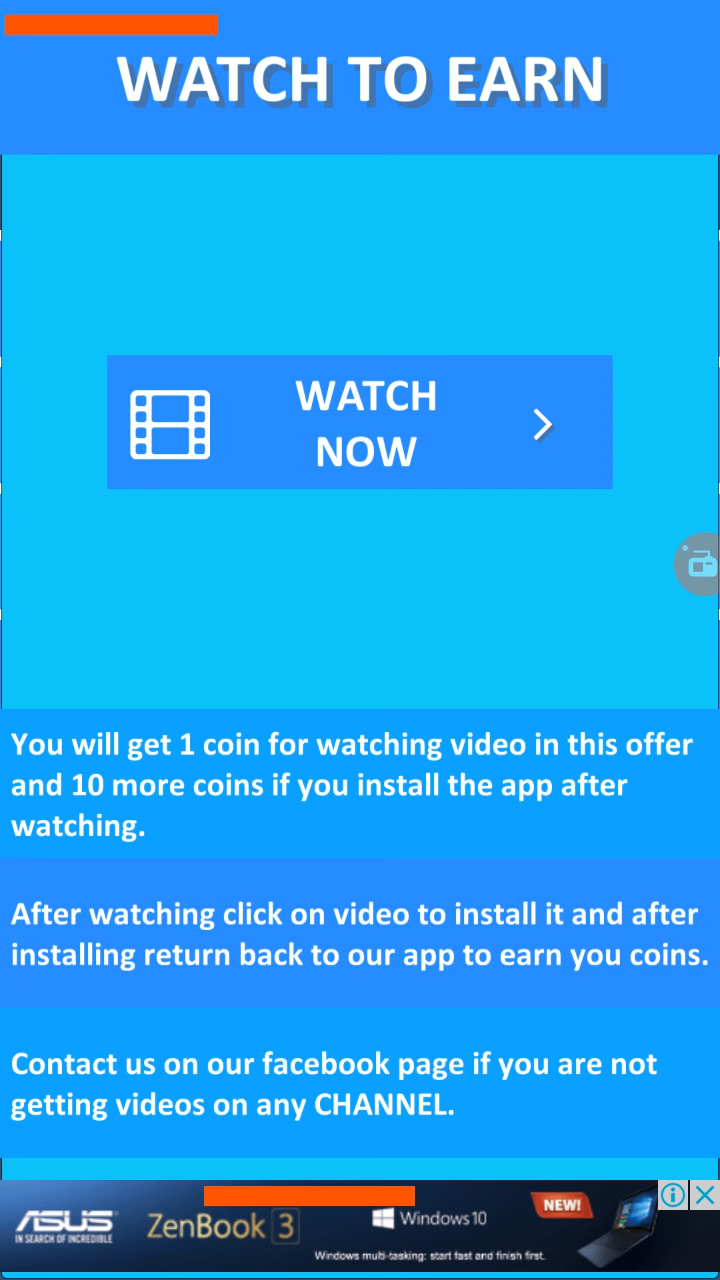 WATCH TO EARN
WATCH
NOW
You will get 1 coin for watching video in this offer
and 10 more coins if you install the app after
watching.
After watching click on video to install it and after
installing return back to our app to earn you coins.
Contact us on our facebook page if you are not
getting videos on any CHANNEL.
ASUS
IN SEARCH OF INCREDIBLE
ZenBook 3
Windows 10
NEW!
Windows multi-tasking: start fast and finish first.